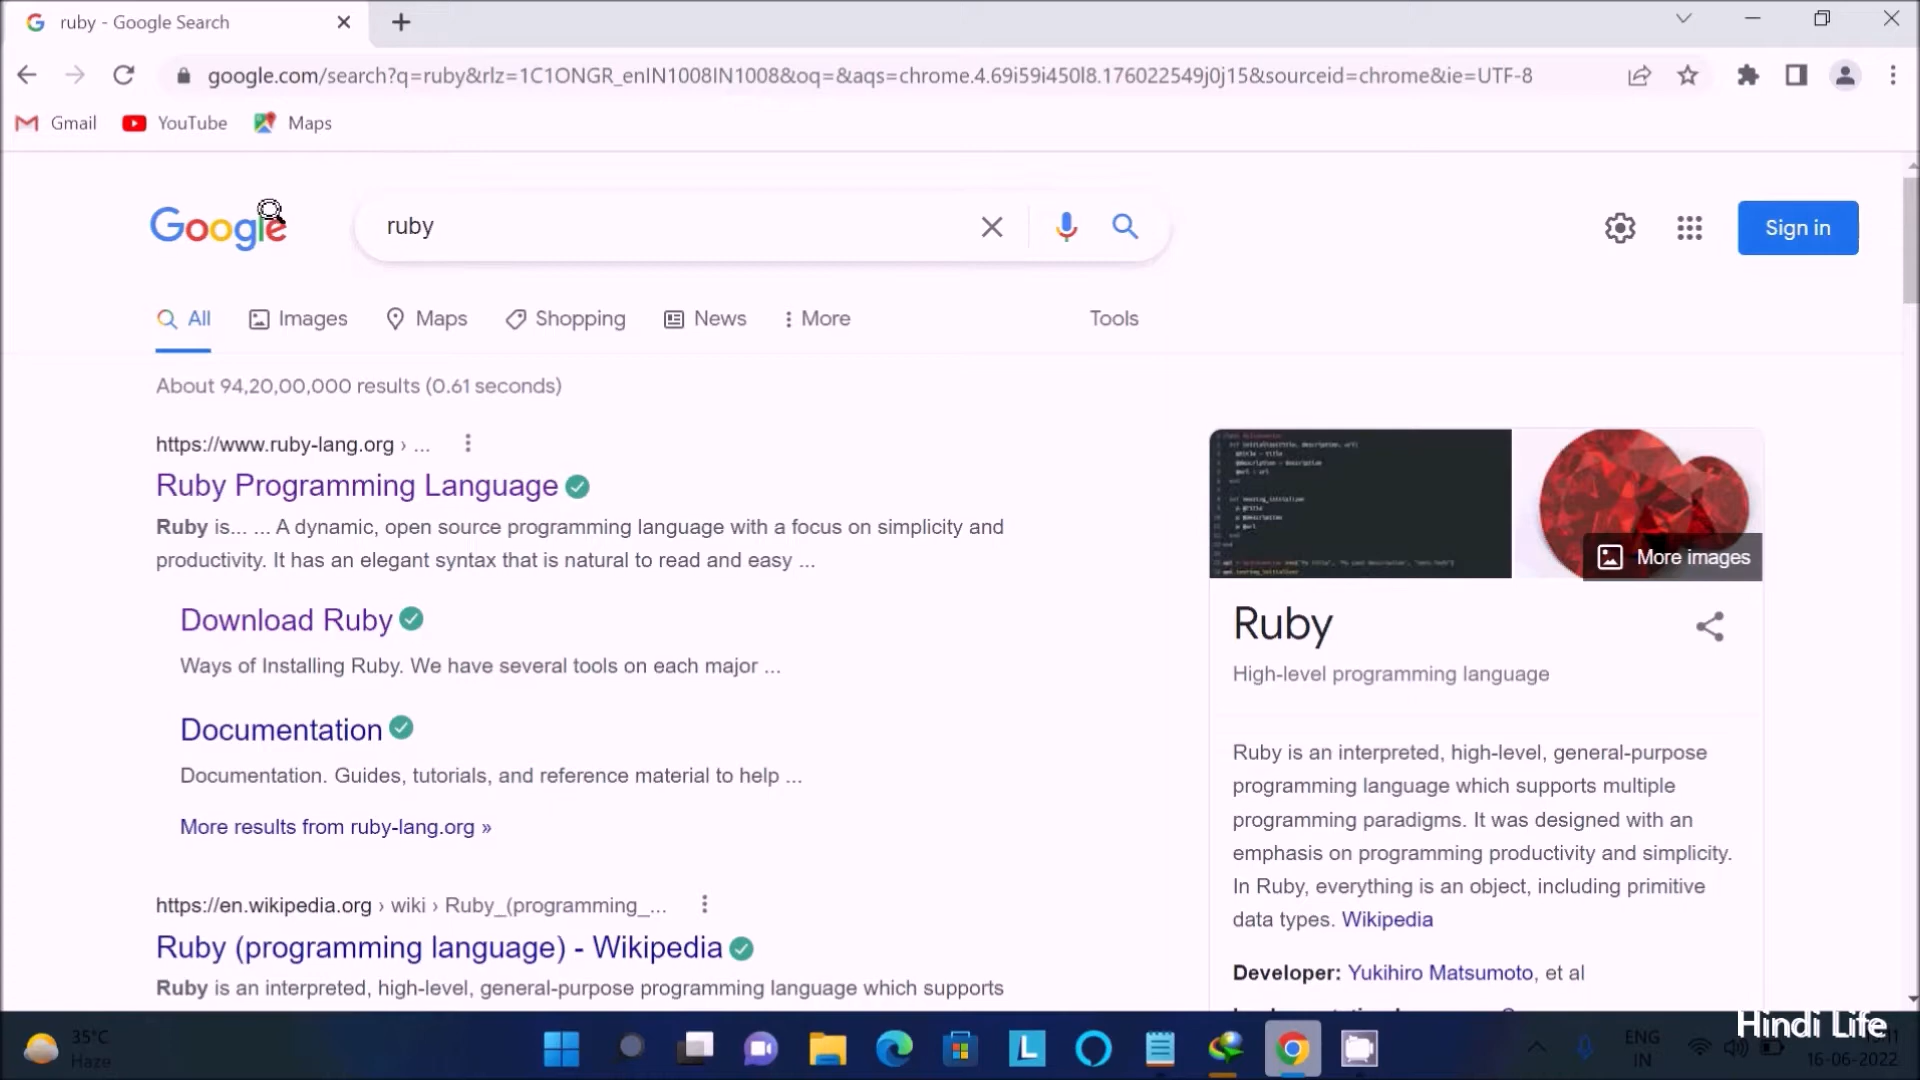 ruby - Google Search
google.com/search?q=ruby&rlz=1C1ONGR_enIN1008IN1008&oq=&aqs=chrome.4.69i59i450l8.176022549j0j15&sourceid=chrome&ie=UTF-8
Gmail YouTube Maps
Google ruby Sign in
All Images Maps Shopping News More Tools
About 94,20,00,000 results (0.61 seconds)
https://www.ruby-lang.org › ...
Ruby Programming Language
Ruby is... ... A dynamic, open source programming language with a focus on simplicity and
productivity. It has an elegant syntax that is natural to read and easy ...
Download Ruby
Ways of Installing Ruby. We have several tools on each major ...
Documentation
Documentation. Guides, tutorials, and reference material to help ...
More results from ruby-lang.org »
https://en.wikipedia.org › wiki › Ruby_(programming_...
Ruby (programming language) - Wikipedia
Ruby is an interpreted, high-level, general-purpose programming language which supports
More images
Ruby
High-level programming language
Ruby is an interpreted, high-level, general-purpose
programming language which supports multiple
programming paradigms. It was designed with an
emphasis on programming productivity and simplicity.
In Ruby, everything is an object, including primitive
data types. Wikipedia
Developer: Yukihiro Matsumoto, et al
Hindi Life
35°C
Haze
ENG
IN
16-06-2022